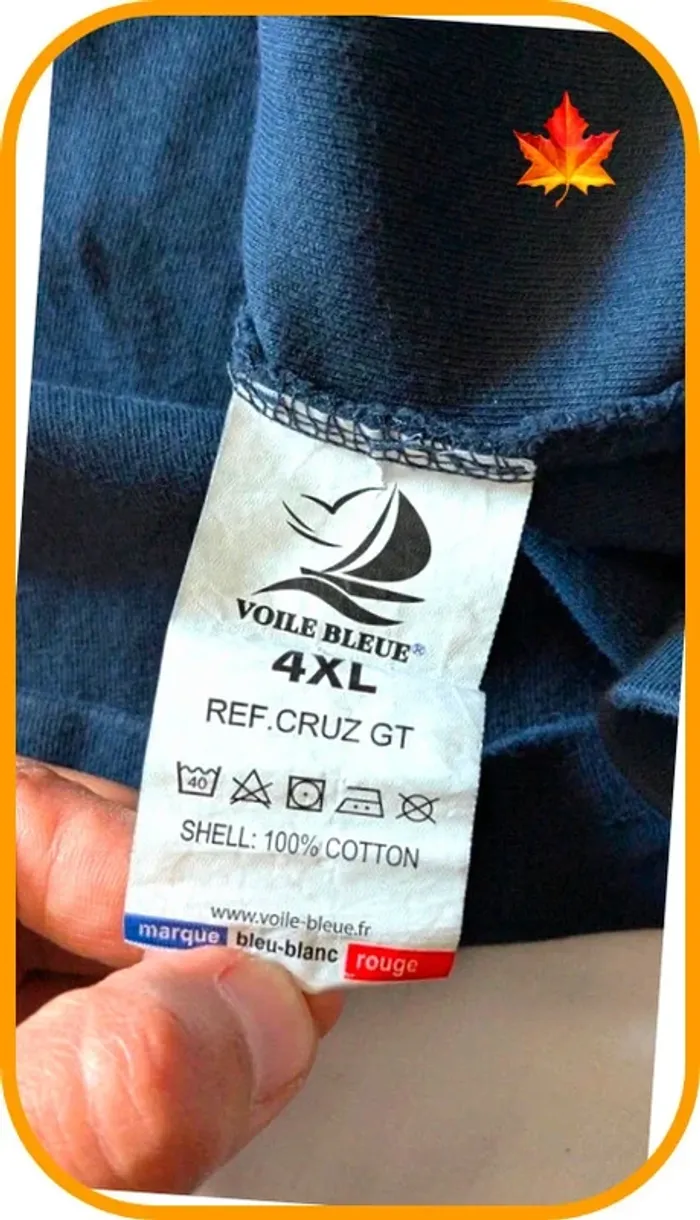 VOILE BLEUE®
4XL
REF.CRUZ GT
40
SHELL: 100% COTTON
www.voile-bleue.fr
marque bleu-blanc rouge